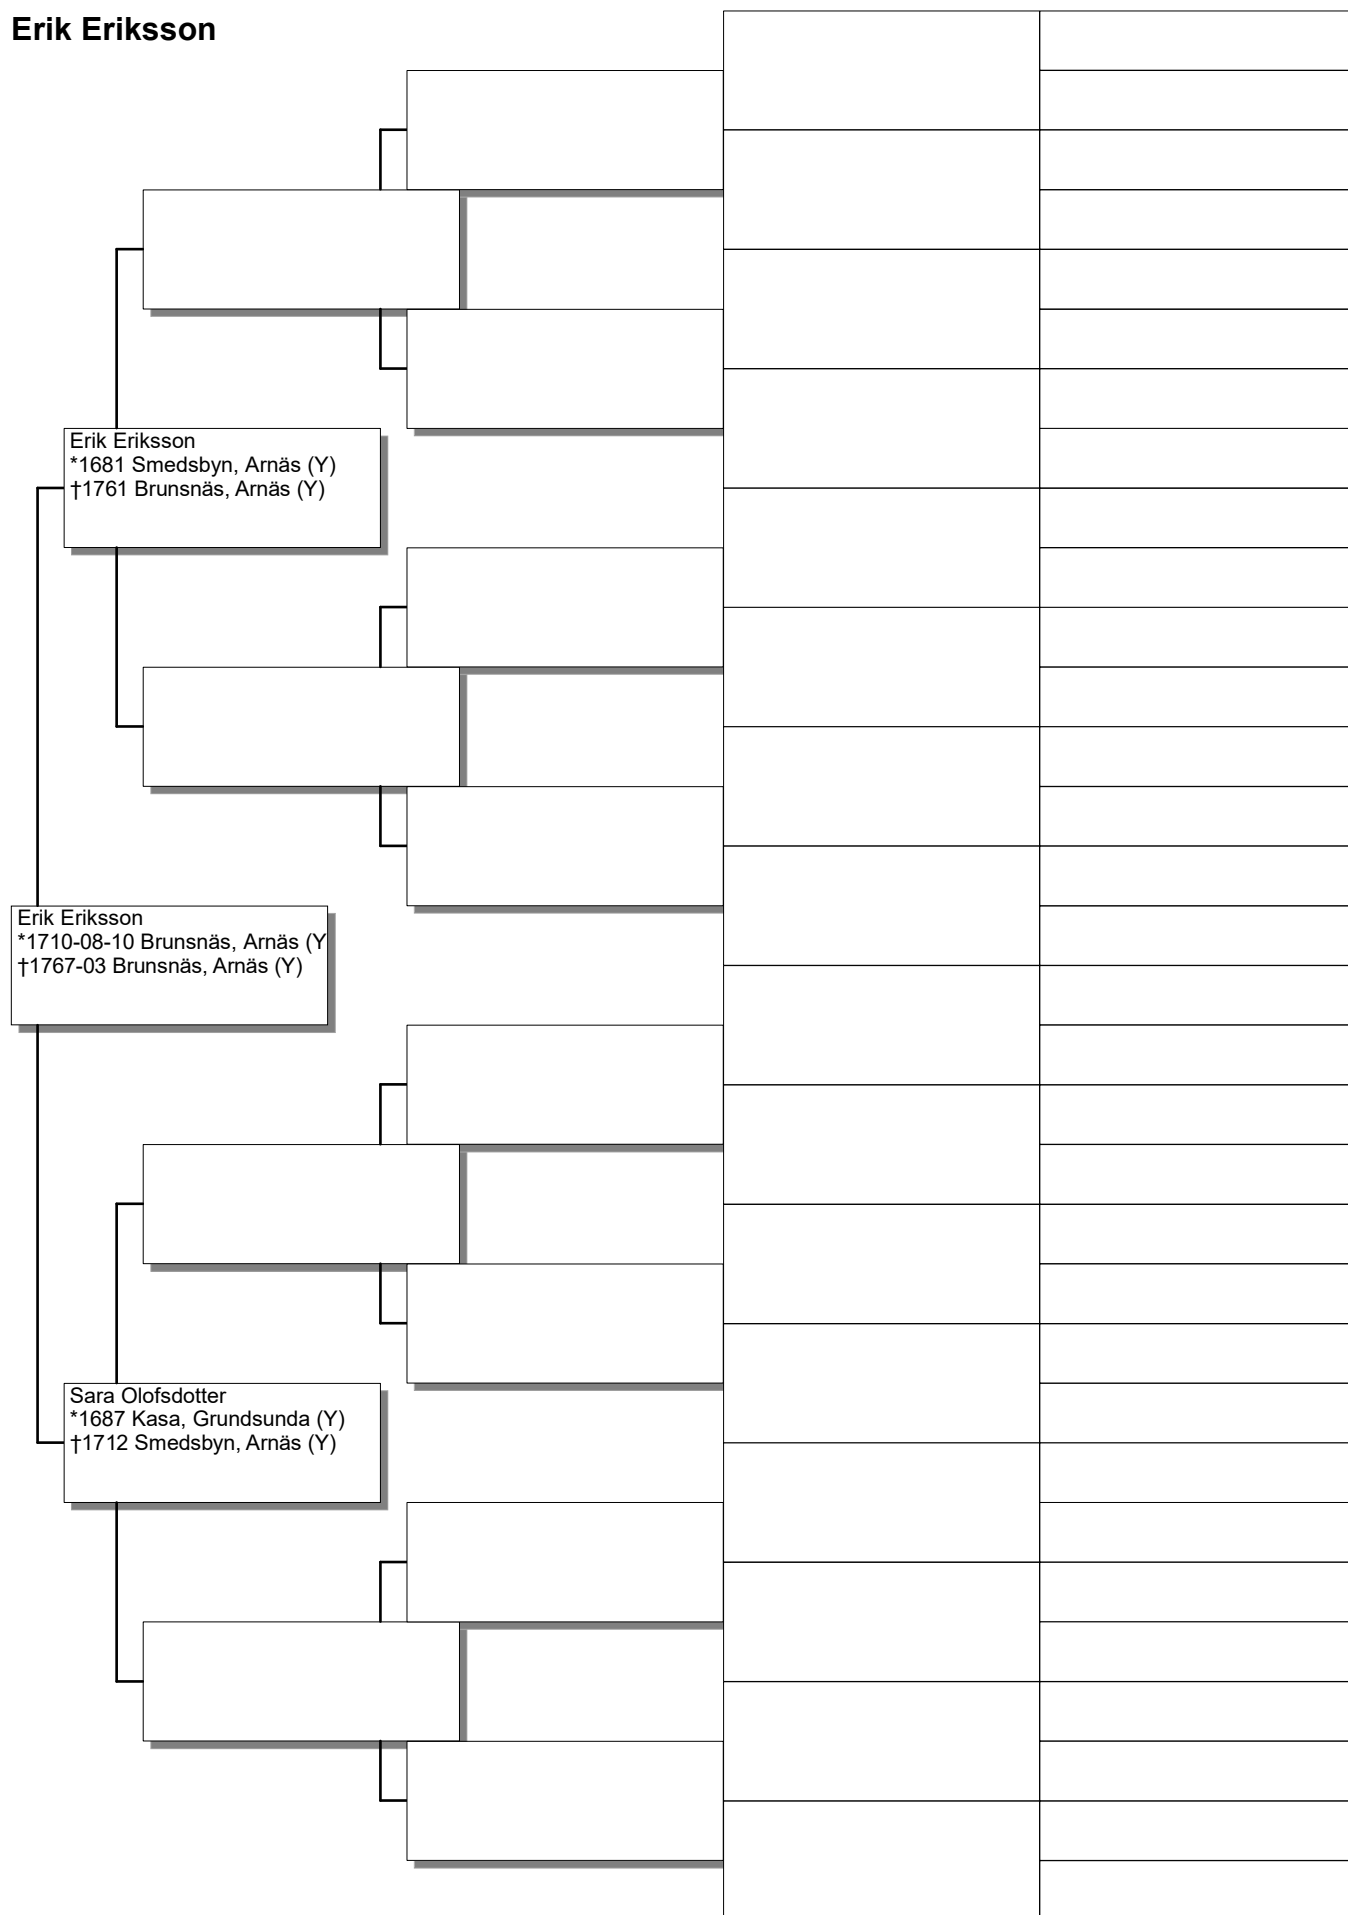 Erik Eriksson
Erik Eriksson
*1681 Smedsbyn, Arnäs (Y)
†1761 Brunsnäs, Arnäs (Y)
Erik Eriksson
*1710-08-10 Brunsnäs, Arnäs (Y
†1767-03 Brunsnäs, Arnäs (Y)
Sara Olofsdotter
*1687 Kasa, Grundsunda (Y)
†1712 Smedsbyn, Arnäs (Y)